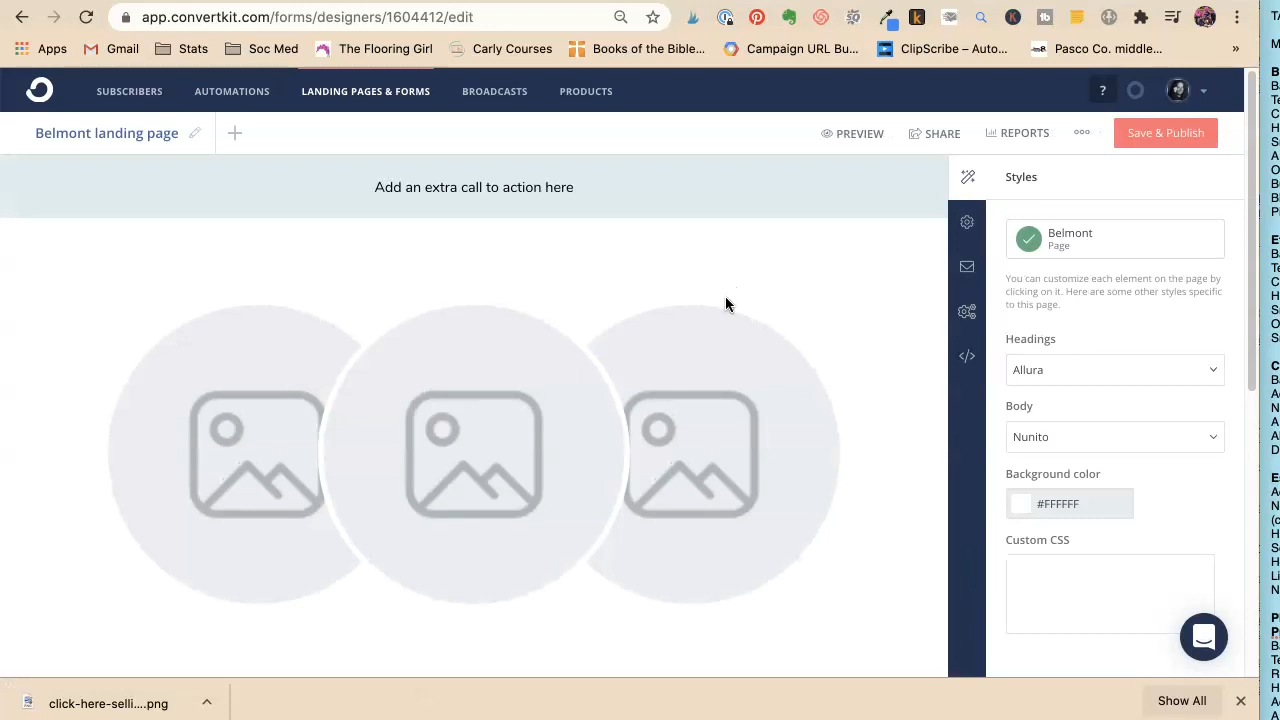 app.convertkit.com/forms/designers/1604412/edit
Apps
Gmail
Stats
Soc Med
The Flooring Girl
Carly Courses
Books of the Bible...
Campaign URL Bu...
ClipScribe – Auto...
Pasco Co. middle...
»
SUBSCRIBERS
AUTOMATIONS
LANDING PAGES & FORMS
BROADCASTS
PRODUCTS
?
Belmont landing page
PREVIEW
SHARE
REPORTS
Save & Publish
Add an extra call to action here
Styles
Belmont
Page
You can customize each element on the page by
clicking on it. Here are some other styles specific
to this page.
Headings
Allura
Body
Nunito
Background color
#FFFFFF
Custom CSS
click-here-selli....png
Show All